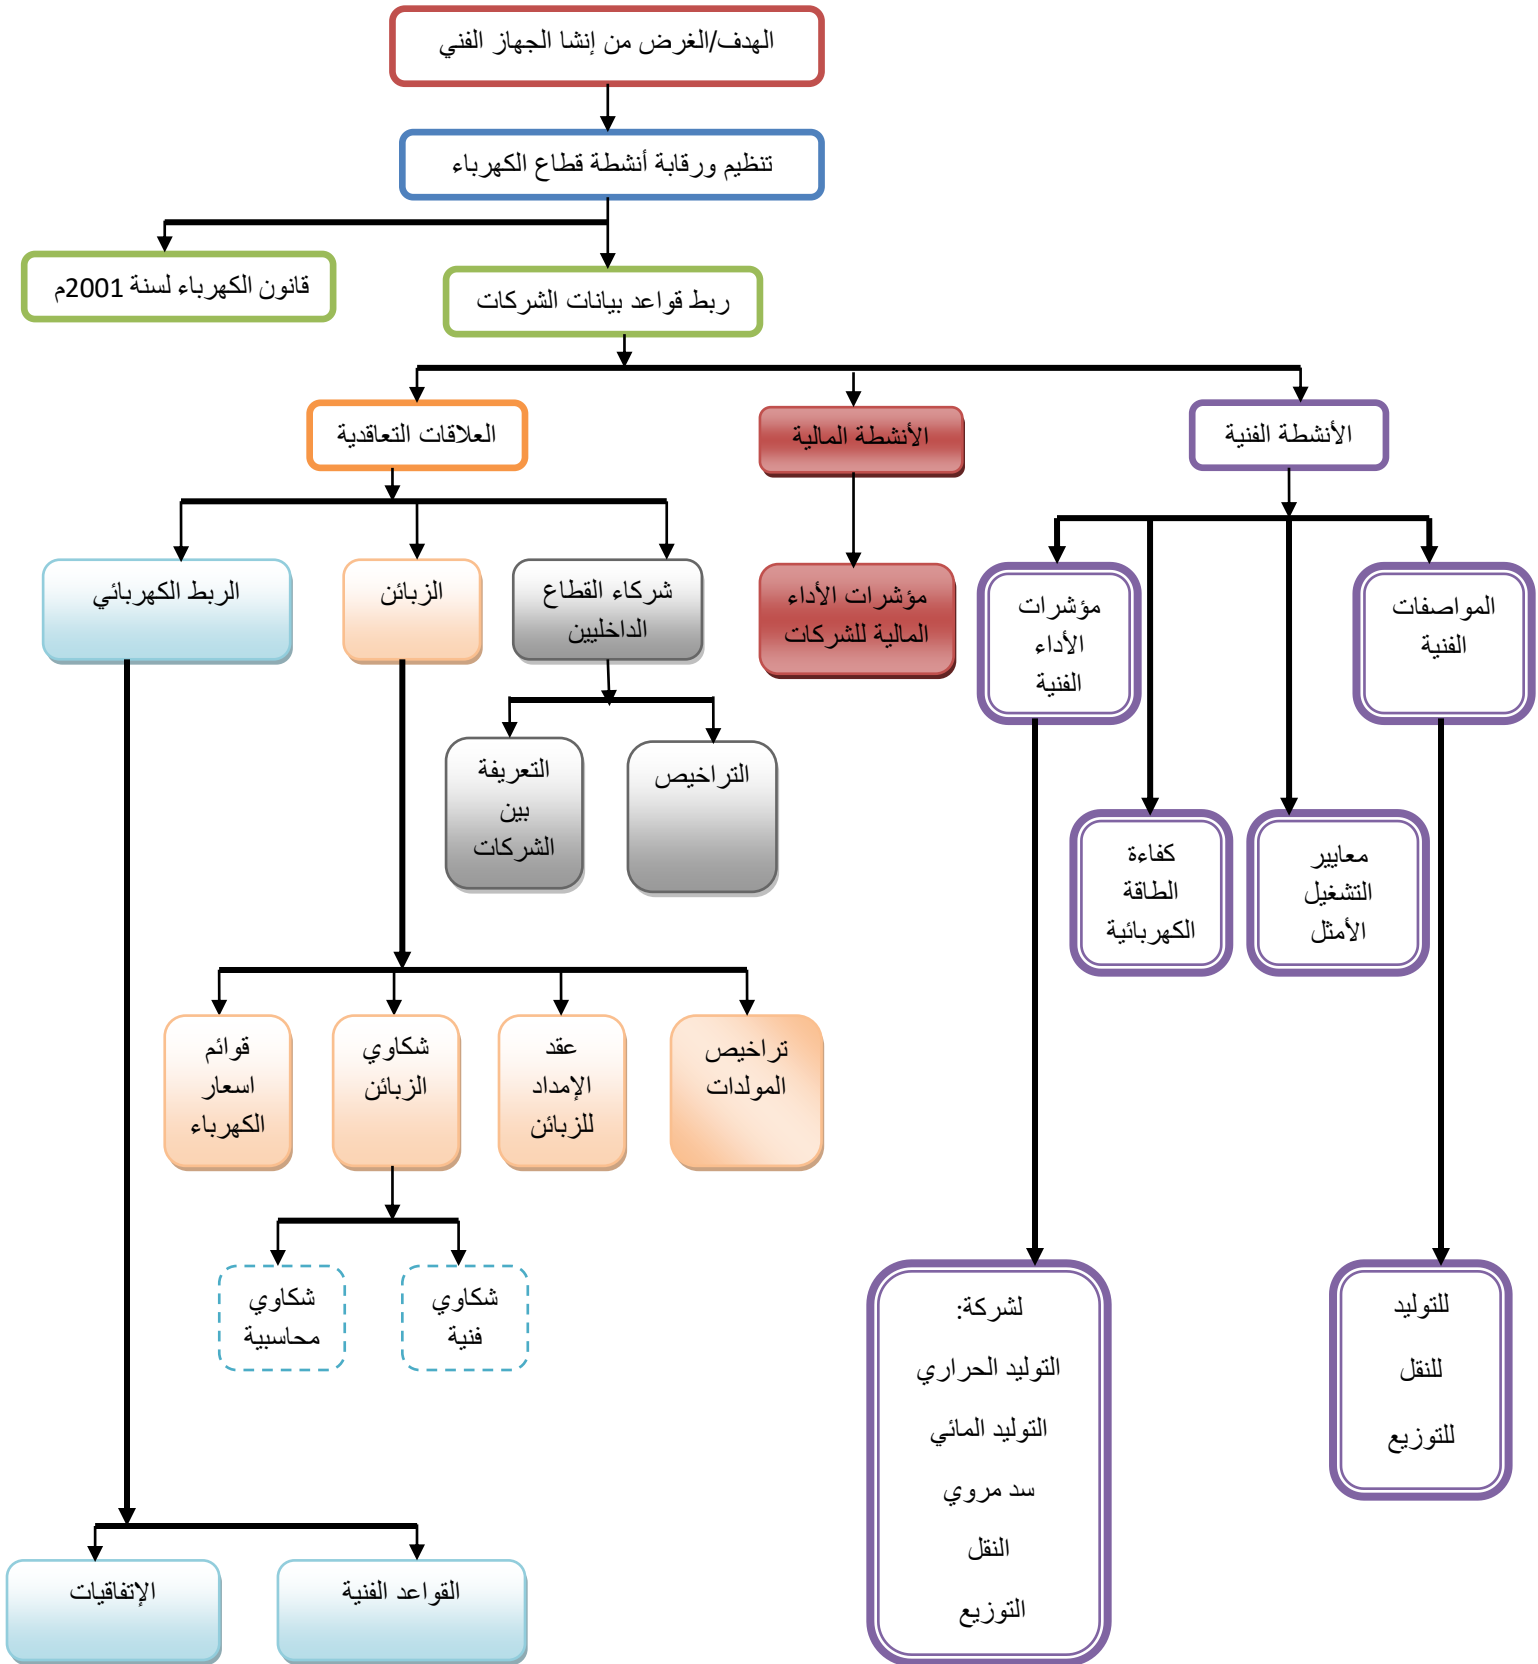 الهدف/الغرض من إنشا الجهاز الفني
تنظيم ورقابة أنشطة قطاع الكهرباء
قانون الكهرباء لسنة 2001م
ربط قواعد بيانات الشركات
الأنشطة الفنية
الأنشطة المالية
العلاقات التعاقدية
المواصفات
الفنية
مؤشرات
الأداء
الفنية
مؤشرات الأداء
المالية للشركات
شركاء القطاع
الداخليين
الزبائن
الربط الكهربائي
التراخيص
التعريفة
بين
الشركات
معايير
التشغيل
الأمثل
كفاءة
الطاقة
الكهربائية
تراخيص
المولدات
عقد
الإمداد
للزبائن
شكاوي
الزبائن
قوائم
اسعار
الكهرباء
شكاوي
فنية
شكاوي
محاسبية
للتوليد
للنقل
للتوزيع
لشركة:
التوليد الحراري
التوليد المائي
سد مروي
النقل
التوزيع
القواعد الفنية
الإتفاقيات